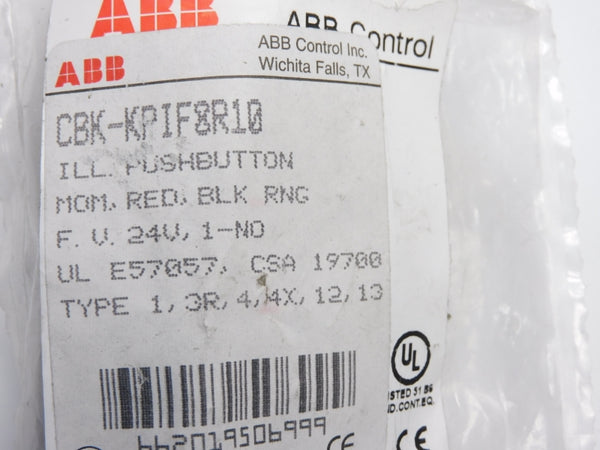 ABB
ABB Control
ABB Control Inc.
ABB Wichita Falls, TX
CBK-KPIF8R10
ILL. PUSHBUTTON
MOM, RED, BLK RNG
F. V. 24V, 1-NO
UL E57057, CSA 19700
TYPE 1, 3R, 4, 4X, 12, 13
UL
LISTED 31 B6
IND.CONT.EQ.
662019506999
CE
CE